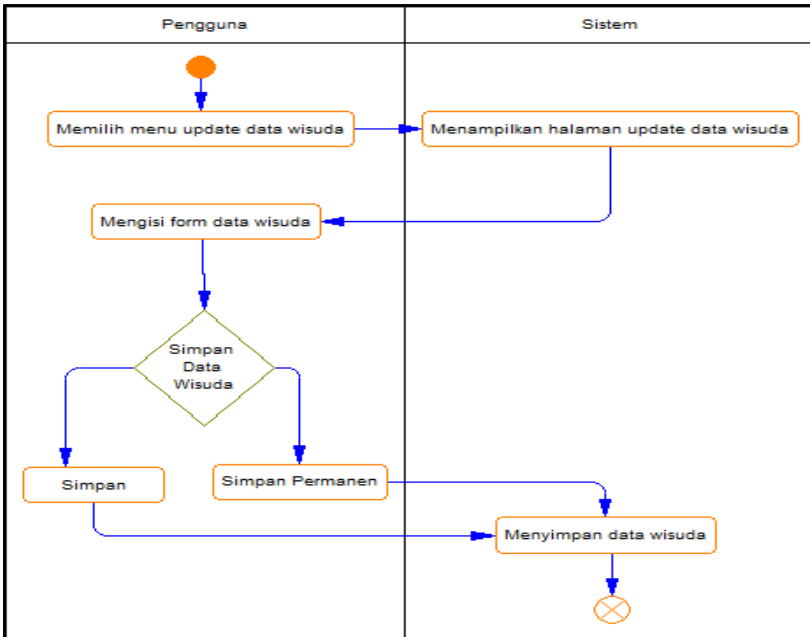 Pengguna
Sistem
Memilih menu update data wisuda
Menampilkan halaman update data wisuda
Mengisi form data wisuda
Simpan
Data
Wisuda
Simpan
Simpan Permanen
Menyimpan data wisuda